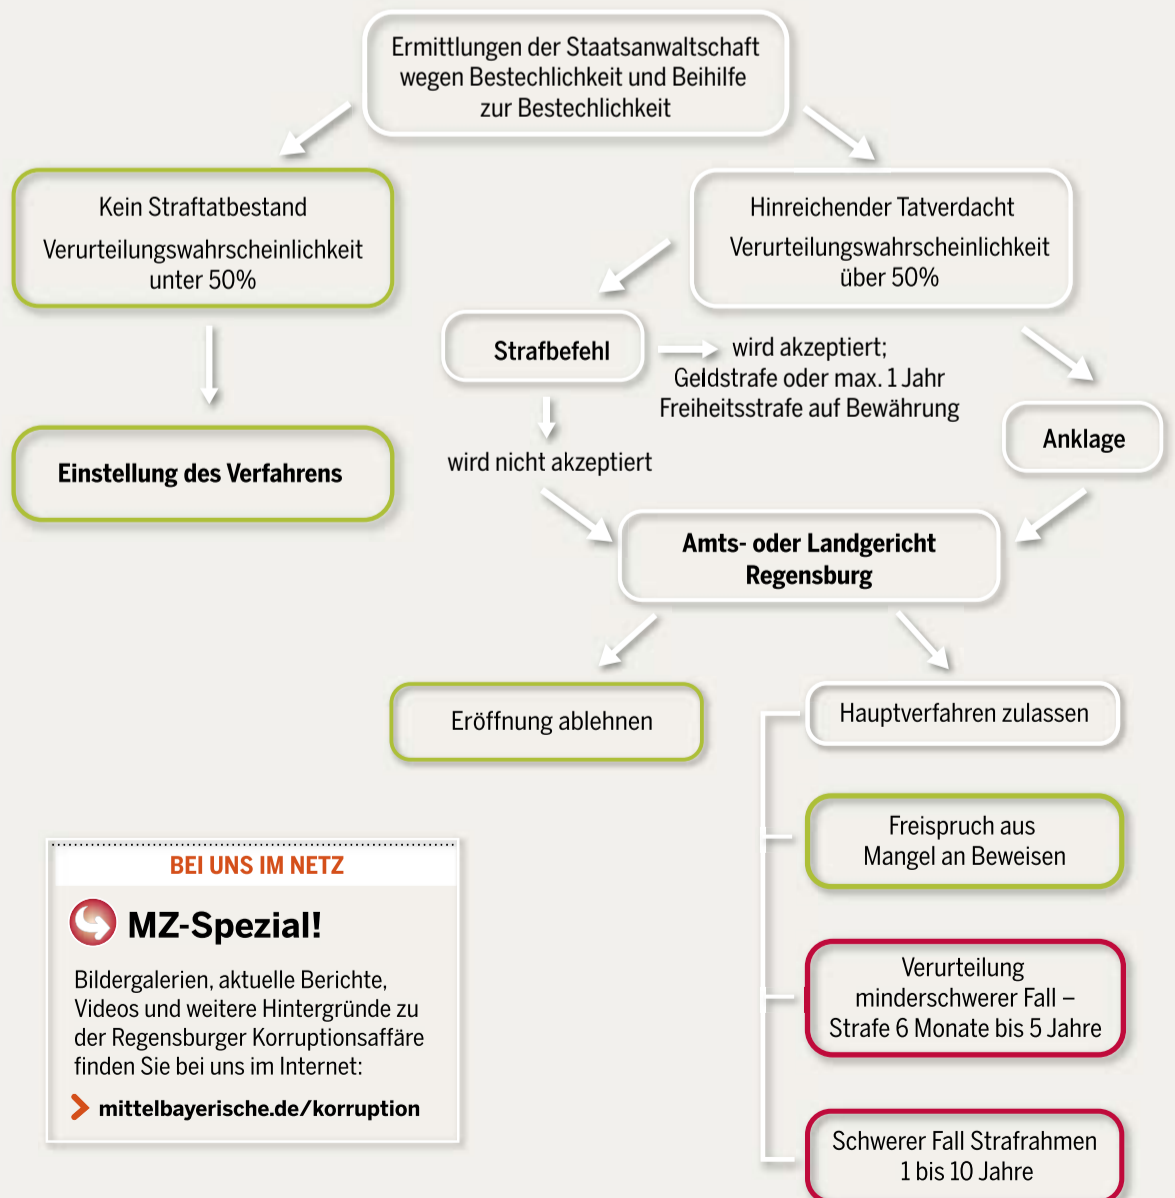 Ermittlungen der Staatsanwaltschaft
wegen Bestechlichkeit und Beihilfe
zur Bestechlichkeit
Kein Straftatbestand
Verurteilungswahrscheinlichkeit
unter 50%
Hinreichender Tatverdacht
Verurteilungswahrscheinlichkeit
über 50%
Strafbefehl
wird akzeptiert;
Geldstrafe oder max. 1 Jahr
Freiheitsstrafe auf Bewährung
Anklage
wird nicht akzeptiert
Einstellung des Verfahrens
Amts- oder Landgericht
Regensburg
Eröffnung ablehnen
Hauptverfahren zulassen
Freispruch aus
Mangel an Beweisen
Verurteilung
minderschwerer Fall –
Strafe 6 Monate bis 5 Jahre
Schwerer Fall Strafrahmen
1 bis 10 Jahre
BEI UNS IM NETZ
MZ-Spezial!
Bildergalerien, aktuelle Berichte,
Videos und weitere Hintergründe zu
der Regensburger Korruptionsaffäre
finden Sie bei uns im Internet:
mittelbayerische.de/korruption